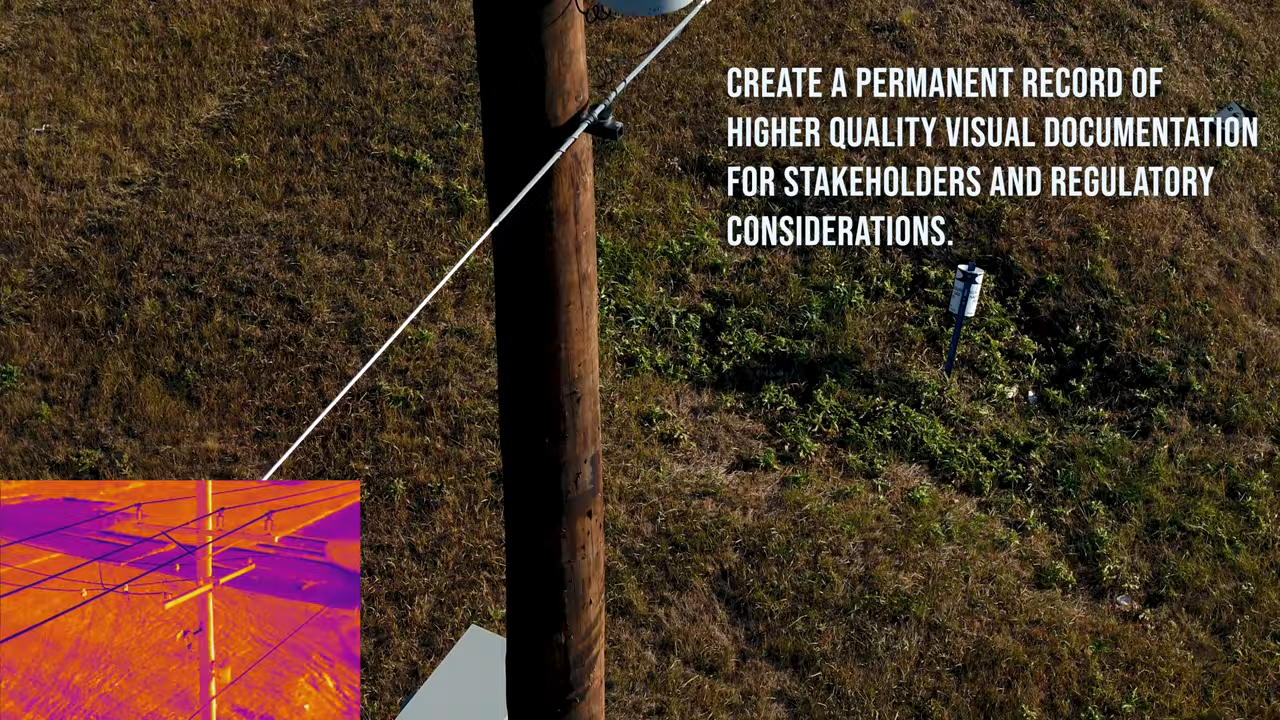 CREATE A PERMANENT RECORD OF
HIGHER QUALITY VISUAL DOCUMENTATION
FOR STAKEHOLDERS AND REGULATORY
CONSIDERATIONS.